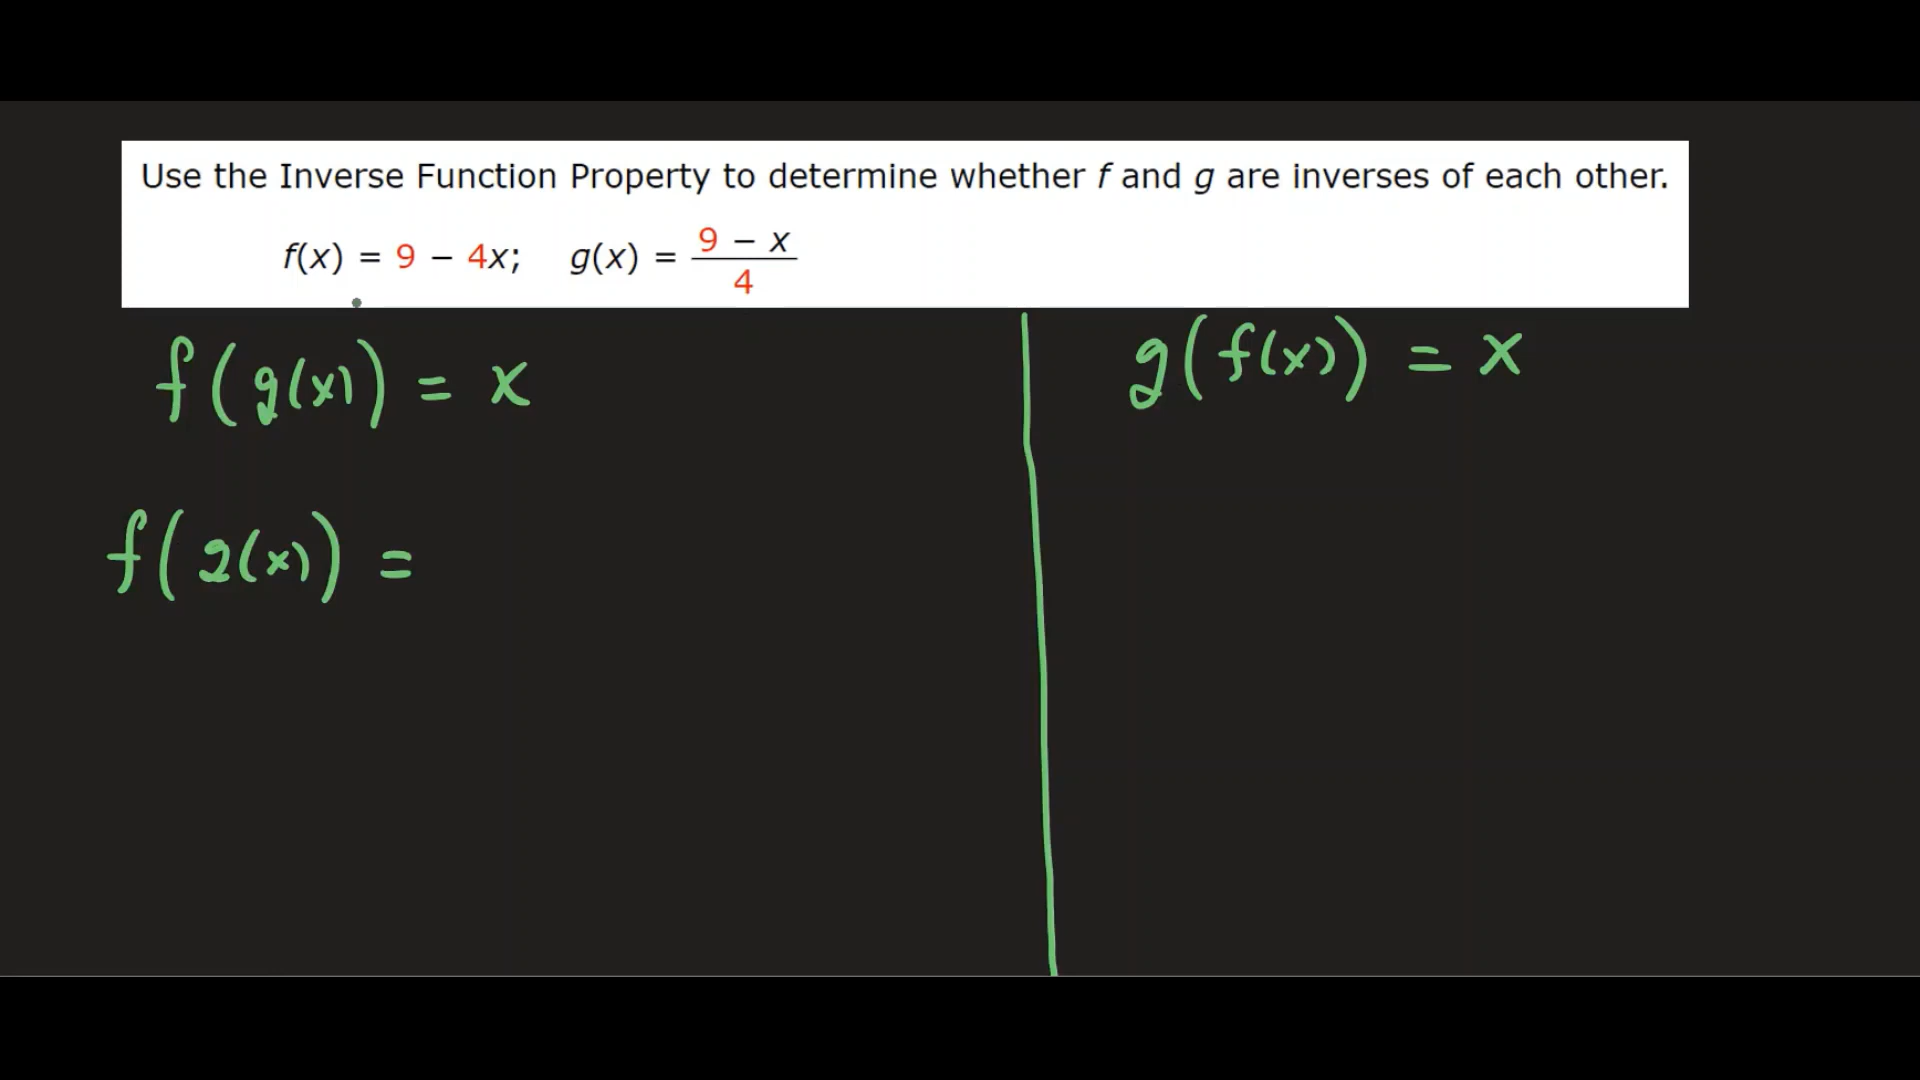 Use the Inverse Function Property to determine whether f and g are inverses of each other.
f(x) = 9 − 4x; g(x) = (9 − x)/4
f(g(x)) = x
g(f(x)) = x
f(g(x)) =